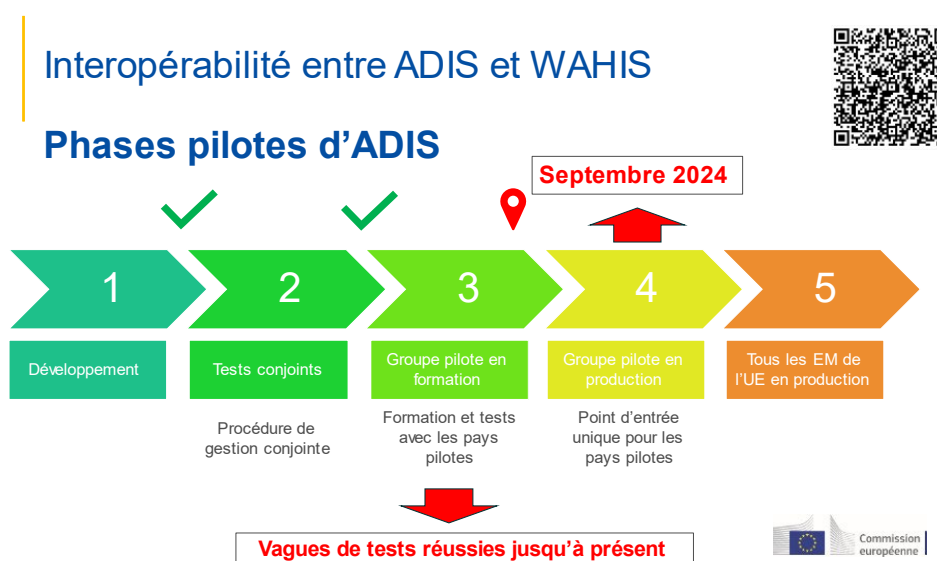 Interopérabilité entre ADIS et WAHIS
Phases pilotes d’ADIS
Septembre 2024
1
2
3
4
5
Développement
Tests conjoints
Groupe pilote en
formation
Groupe pilote en
production
Tous les EM de
l’UE en production
Procédure de
gestion conjointe
Formation et tests
avec les pays
pilotes
Point d’entrée
unique pour les
pays pilotes
Vagues de tests réussies jusqu’à présent
Commission
européenne